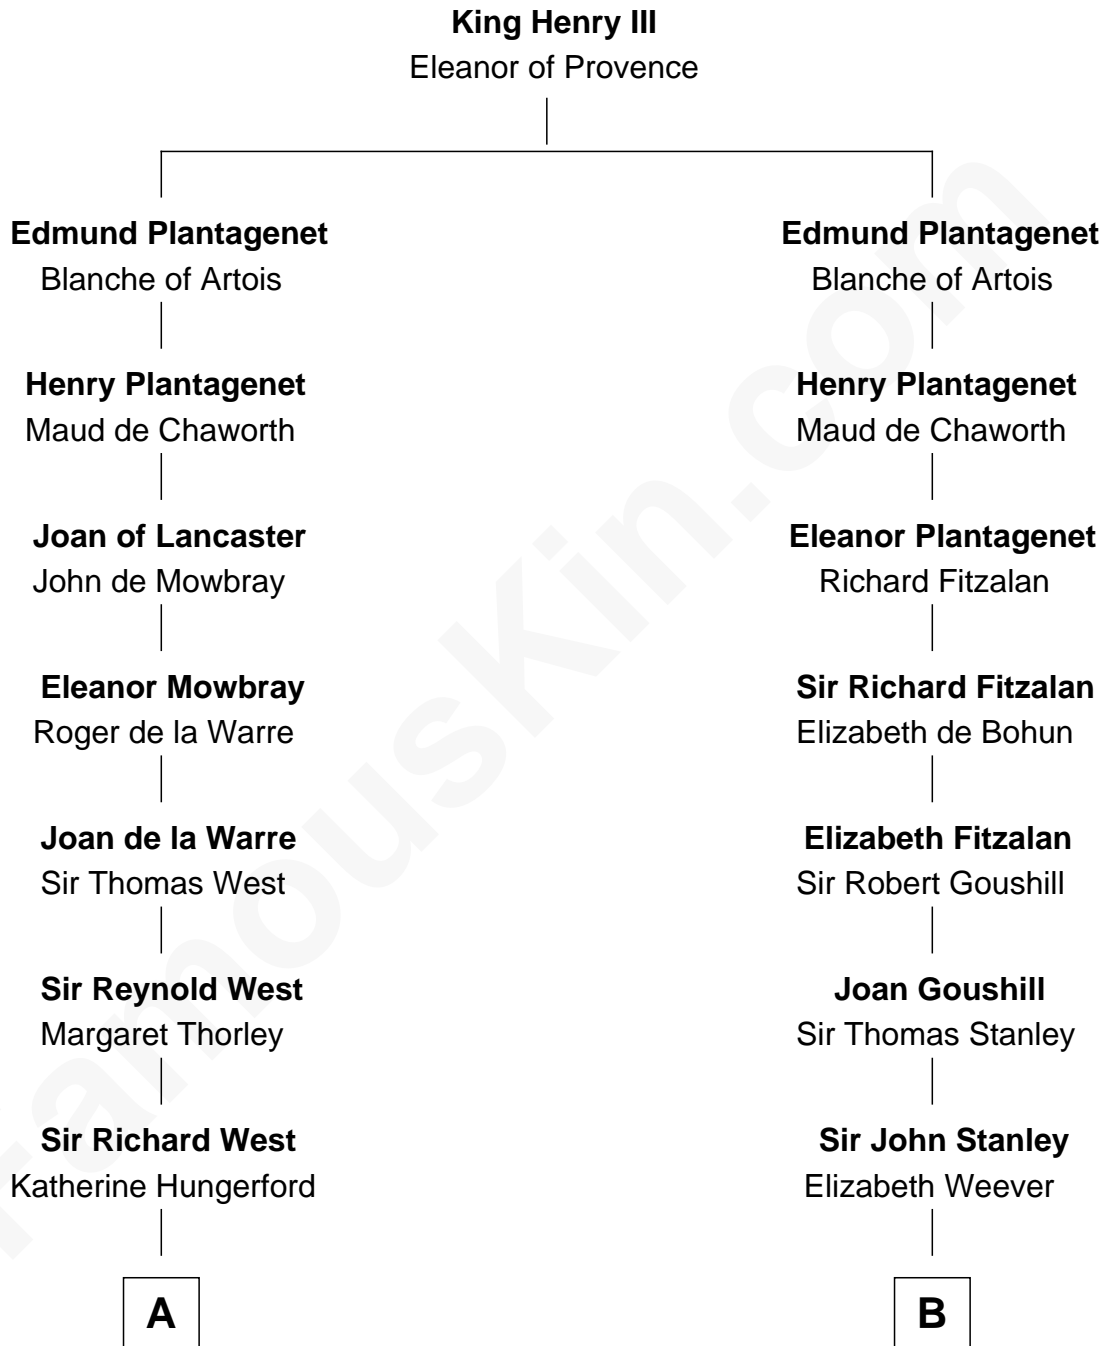 King Henry III
Eleanor of Provence
Edmund Plantagenet
Blanche of Artois
Edmund Plantagenet
Blanche of Artois
Henry Plantagenet
Maud de Chaworth
Henry Plantagenet
Maud de Chaworth
Joan of Lancaster
John de Mowbray
Eleanor Plantagenet
Richard Fitzalan
Eleanor Mowbray
Roger de la Warre
Sir Richard Fitzalan
Elizabeth de Bohun
Joan de la Warre
Sir Thomas West
Elizabeth Fitzalan
Sir Robert Goushill
Sir Reynold West
Margaret Thorley
Joan Goushill
Sir Thomas Stanley
Sir Richard West
Katherine Hungerford
Sir John Stanley
Elizabeth Weever
A
B
FamousKin.com